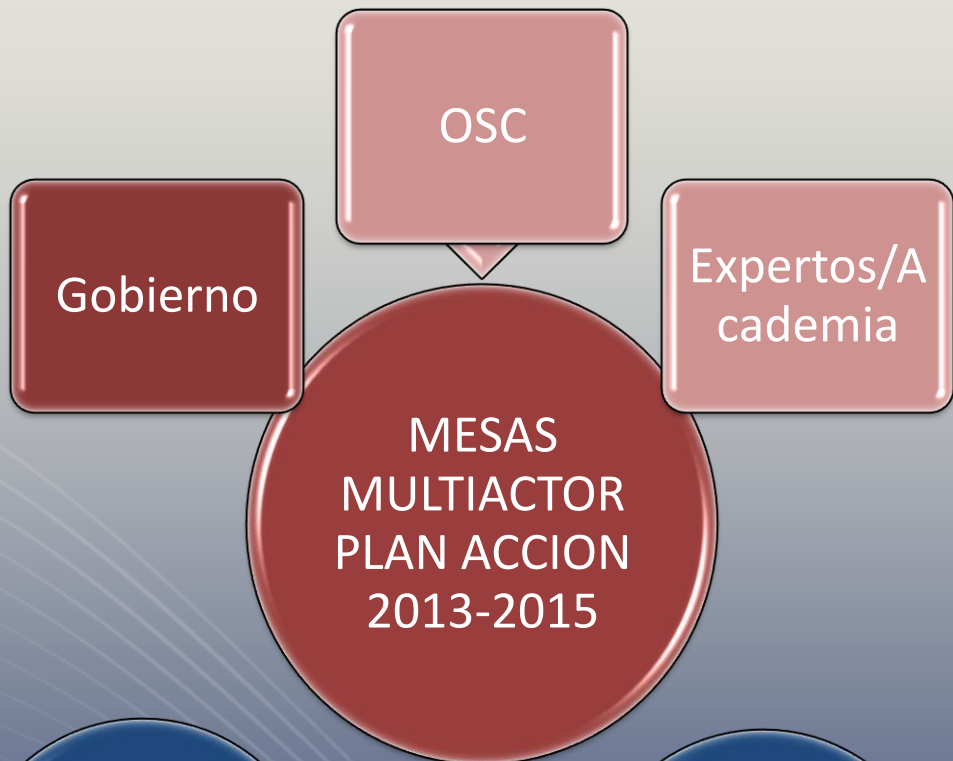 OSC
Gobierno
Expertos/A
cademia
MESAS
MULTIACTOR
PLAN ACCION
2013-2015